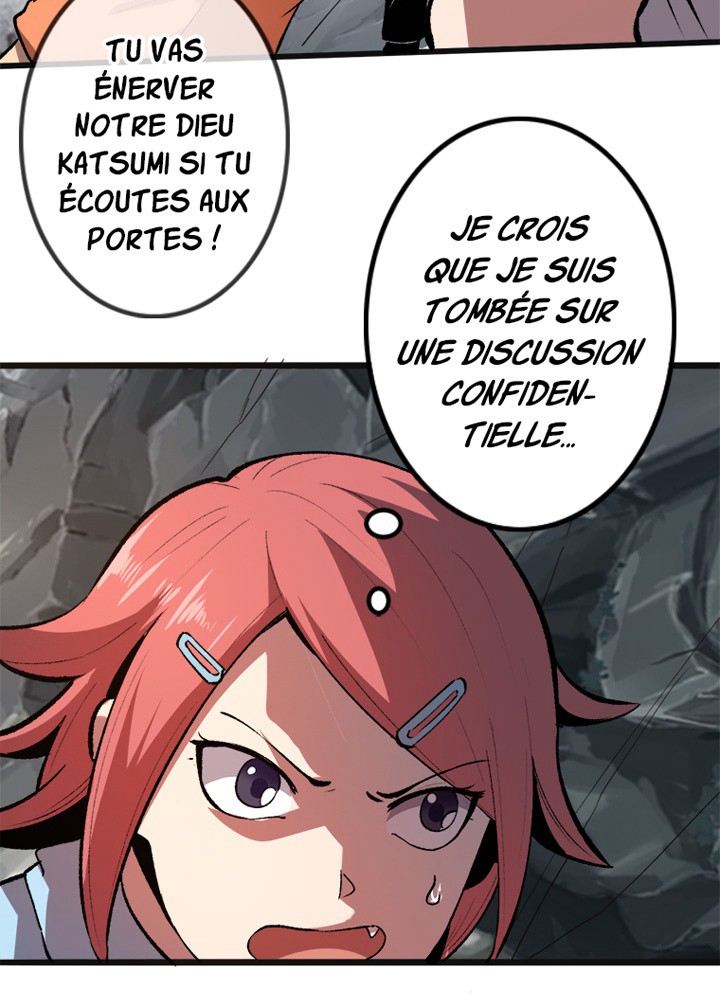 TU VAS
ÉNERVER
NOTRE DIEU
KATSUMI SI TU
ÉCOUTES AUX
PORTES !
JE CROIS
QUE JE SUIS
TOMBÉE SUR
UNE DISCUSSION
CONFIDEN-
TIELLE...